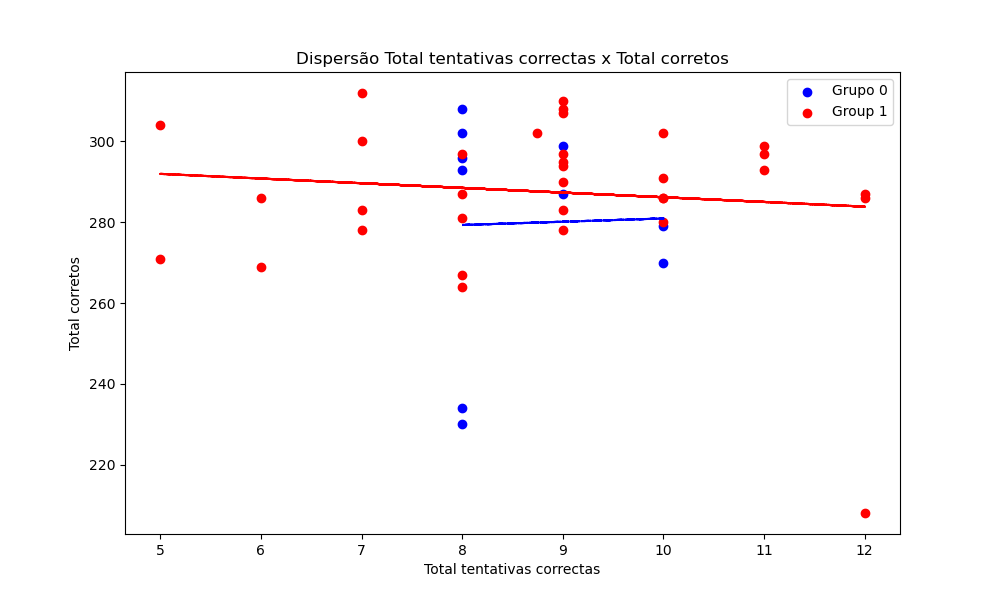 Dispersão Total tentativas correctas x Total corretos
Grupo 0
Group 1
300
280
260
240
220
Total corretos
5 6 7 8 9 10 11 12
Total tentativas correctas